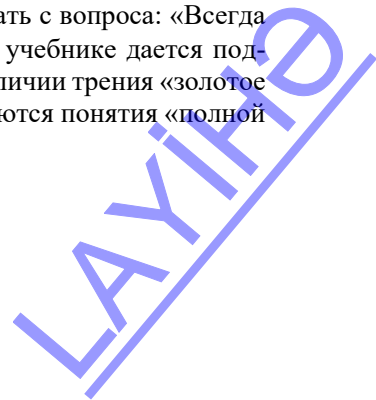 ать с вопроса: «Всегда
учебнике дается под-
личии трения «золотое
ются понятия «полной
LAYİHƏ